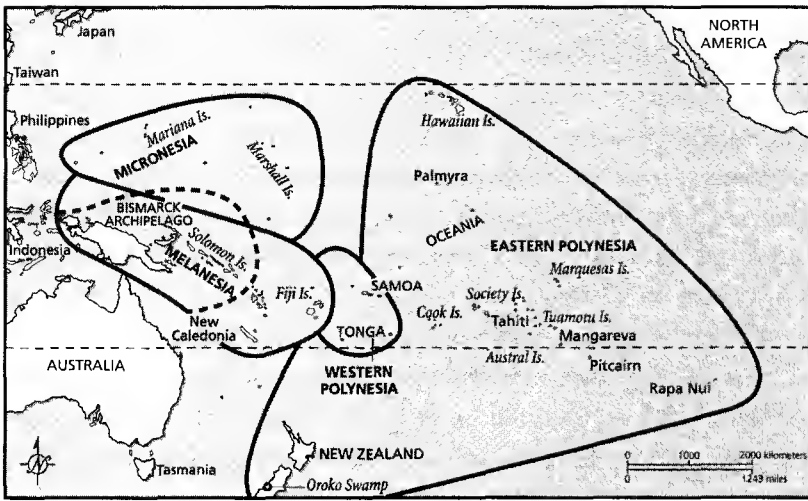 Japan
NORTH
AMERICA
Taiwan
Philippines
Mariana Is.
MICRONESIA
Marshall Is.
Hawaiian Is.
Palmyra
BISMARCK
ARCHIPELAGO
OCEANIA
EASTERN POLYNESIA
Indonesia
Solomon Is.
MELANESIA
Marquesas Is.
Fiji Is.
SAMOA
Society Is.
Cook Is.
Tahiti
Tuamotu Is.
New
Caledonia
TONGA
Mangareva
AUSTRALIA
Austral Is.
Pitcairn
WESTERN
POLYNESIA
Rapa Nui
NEW ZEALAND
Tasmania
Oroko Swamp
0 1000 2000 kilometers
0 1243 miles
N